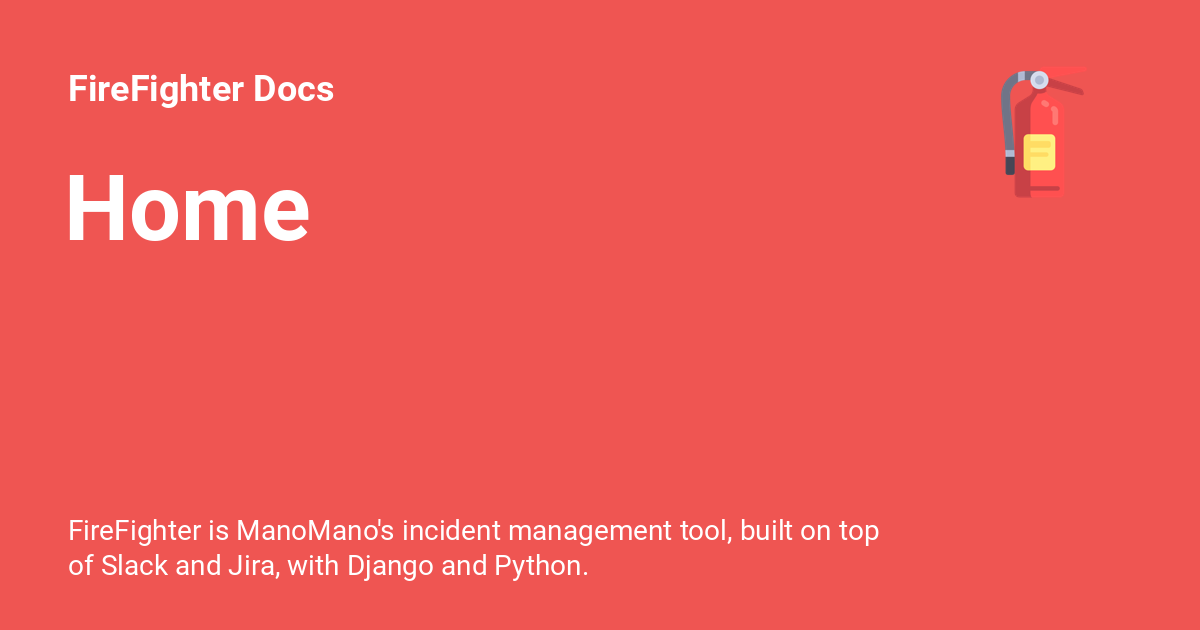 FireFighter Docs
Home
FireFighter is ManoMano's incident management tool, built on top
of Slack and Jira, with Django and Python.